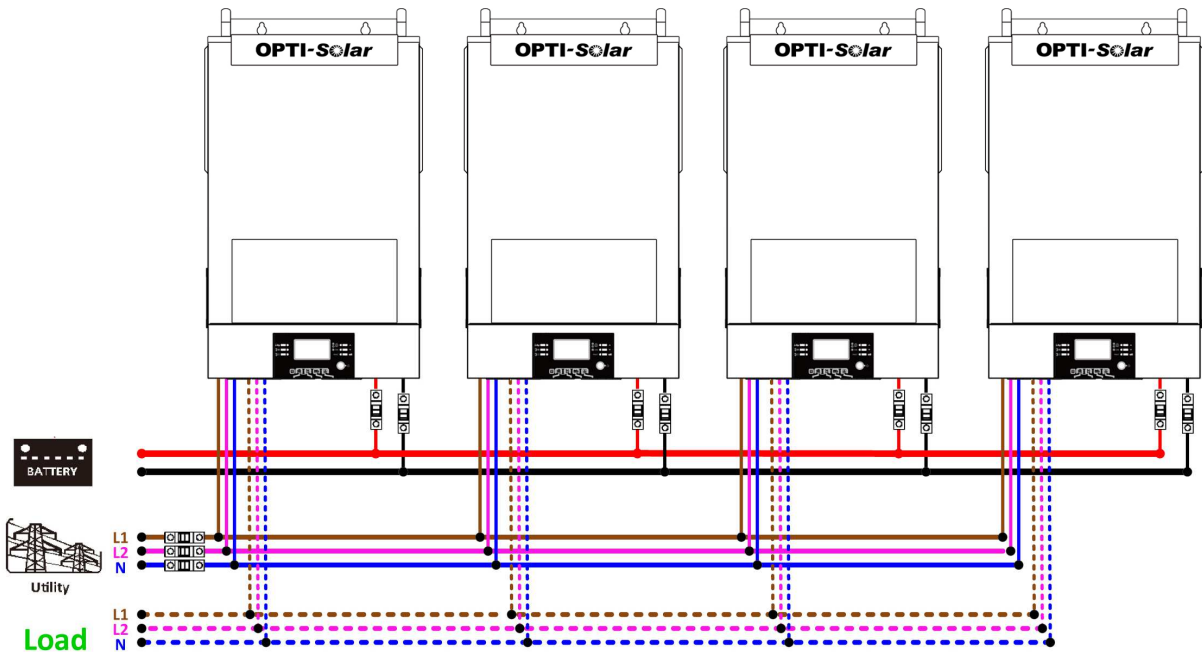 OPTI-Solar
OPTI-Solar
OPTI-Solar
OPTI-Solar
BATTERY
Utility
L1
L2
N
Load
L1
L2
N